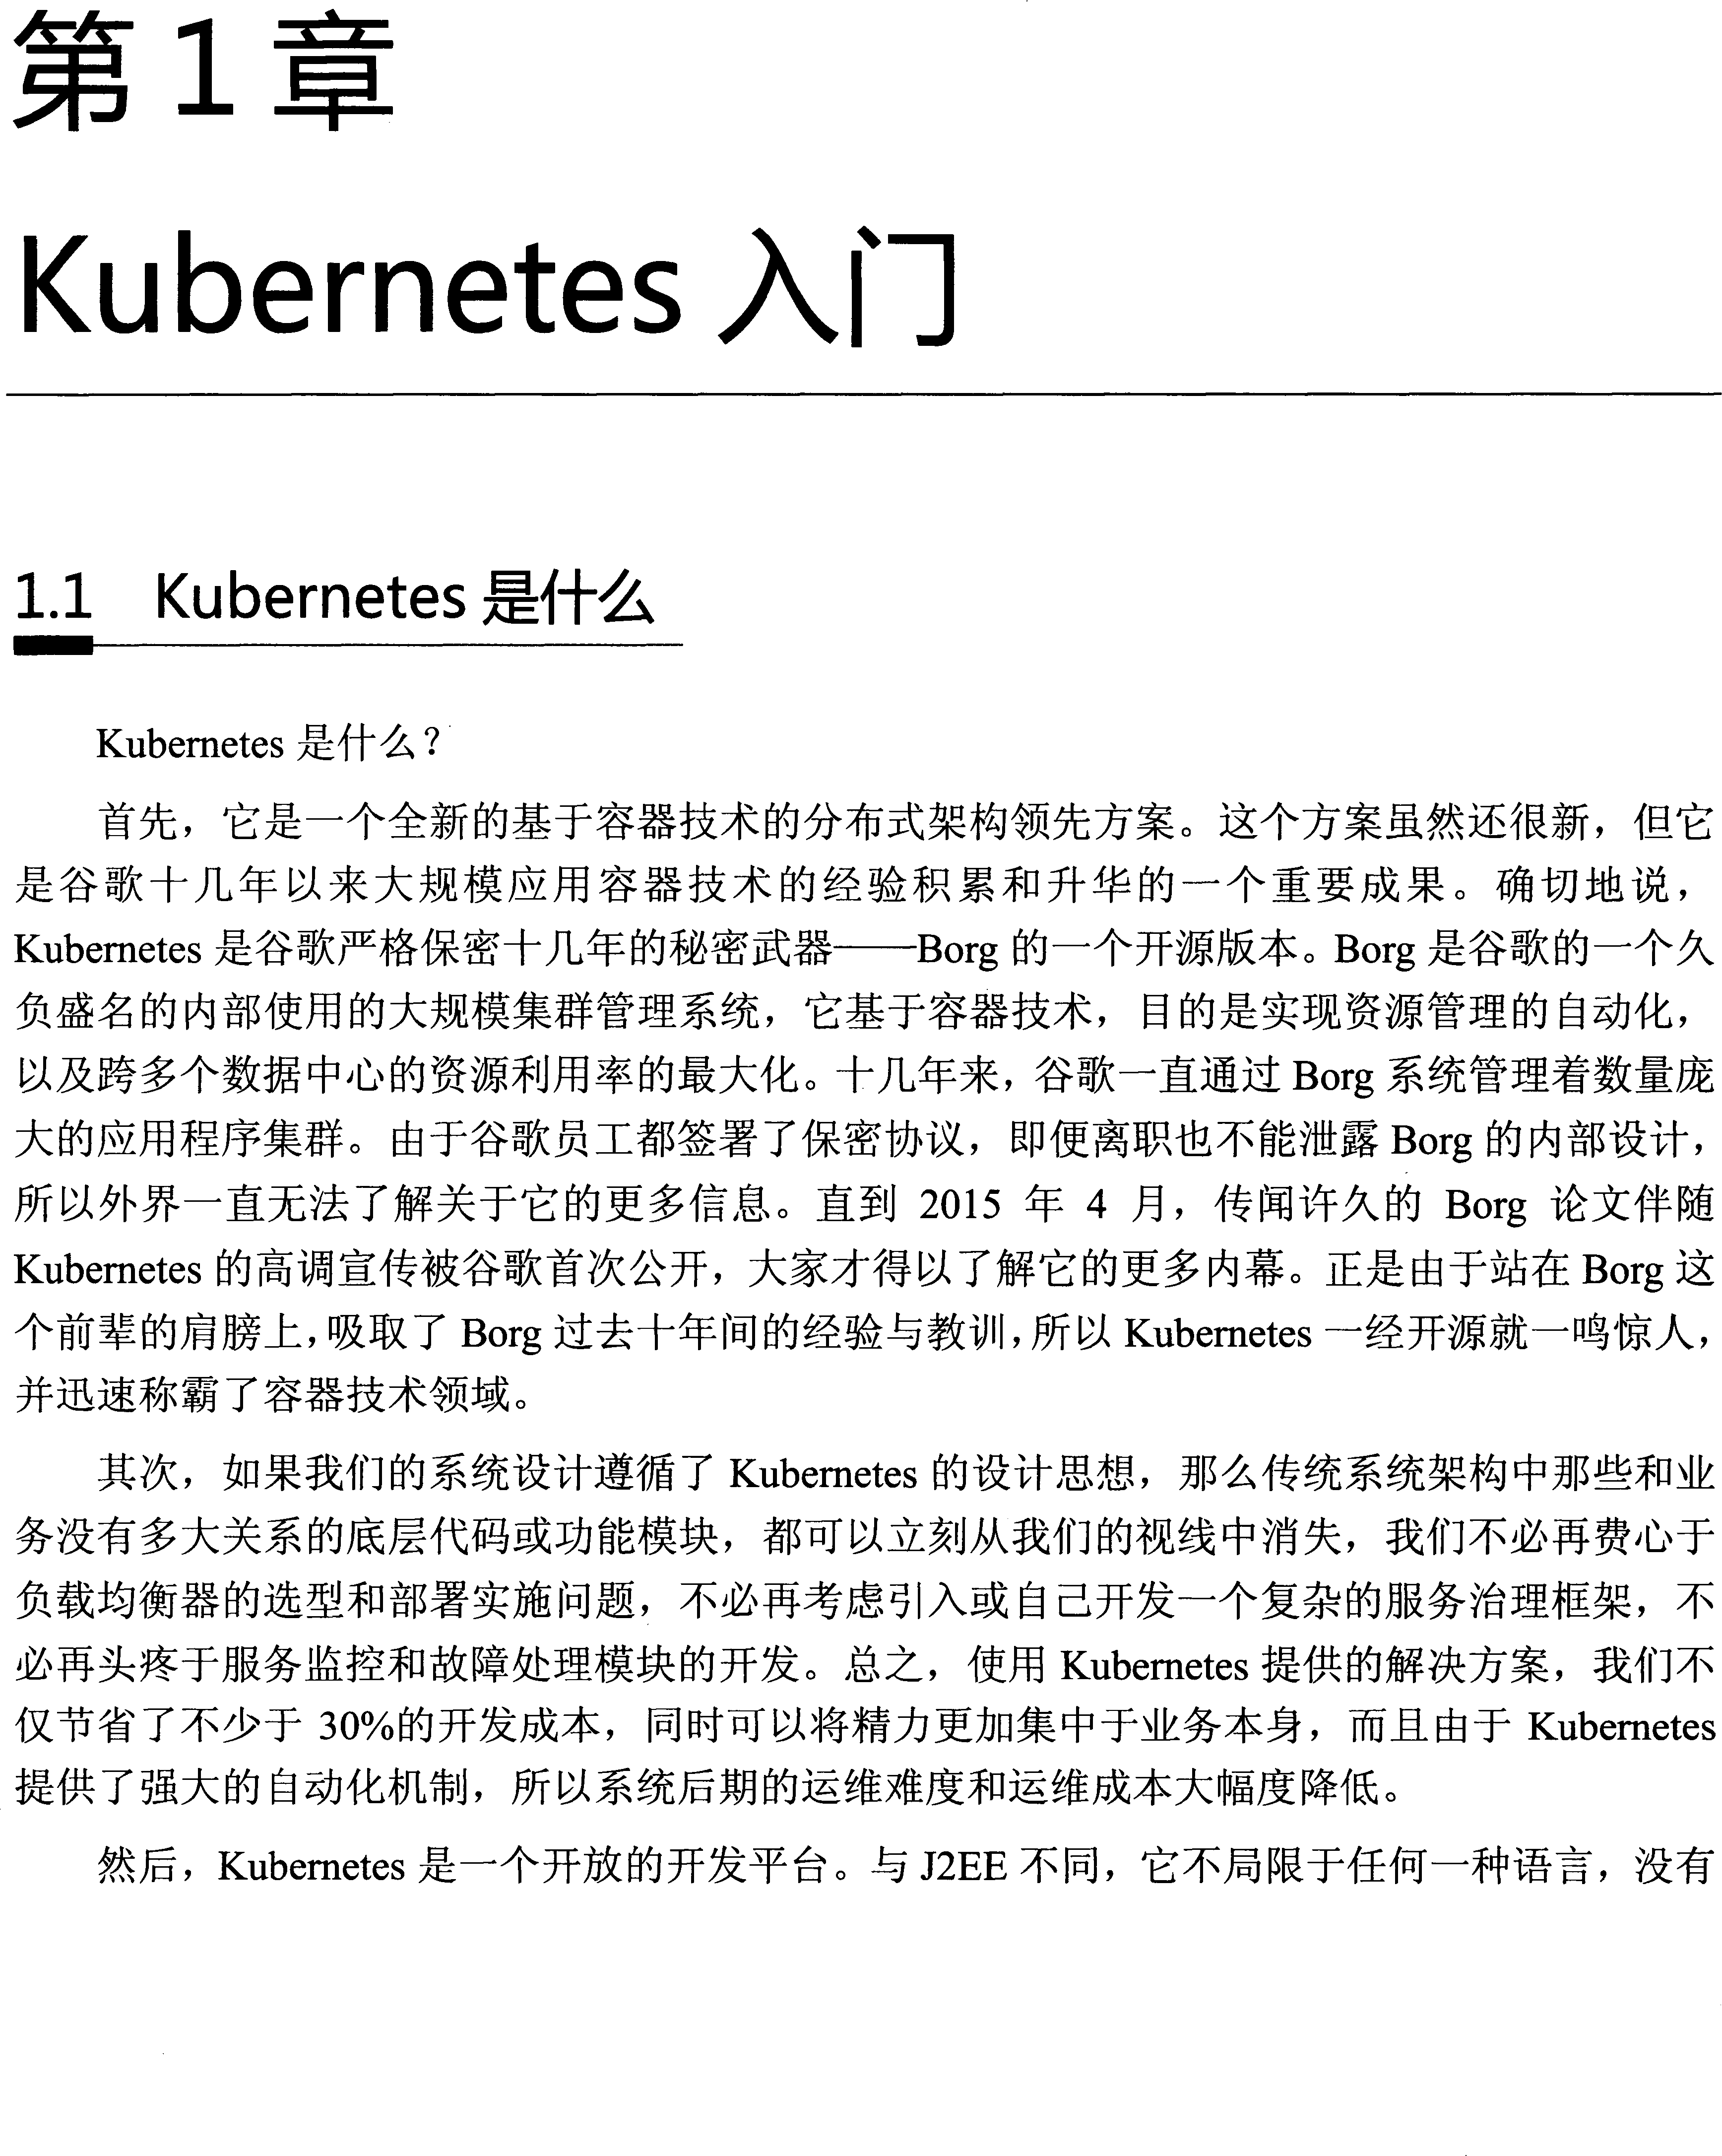 第1章
Kubernetes 入门
1.1 Kubernetes 是什么
Kubernetes 是什么？
首先，它是一个全新的基于容器技术的分布式架构领先方案。这个方案虽然还很新，但它
是谷歌十几年以来大规模应用容器技术的经验积累和升华的一个重要成果。确切地说，
Kubernetes 是谷歌严格保密十几年的秘密武器——Borg 的一个开源版本。Borg 是谷歌的一个久
负盛名的内部使用的大规模集群管理系统，它基于容器技术，目的是实现资源管理的自动化，
以及跨多个数据中心的资源利用率的最大化。十几年来，谷歌一直通过 Borg 系统管理着数量庞
大的应用程序集群。由于谷歌员工都签署了保密协议，即便离职也不能泄露 Borg 的内部设计，
所以外界一直无法了解关于它的更多信息。直到 2015 年 4 月，传闻许久的 Borg 论文伴随
Kubernetes 的高调宣传被谷歌首次公开，大家才得以了解它的更多内幕。正是由于站在 Borg 这
个前辈的肩膀上，吸取了 Borg 过去十年间的经验与教训，所以 Kubernetes 一经开源就一鸣惊人，
并迅速称霸了容器技术领域。
其次，如果我们的系统设计遵循了 Kubernetes 的设计思想，那么传统系统架构中那些和业
务没有多大关系的底层代码或功能模块，都可以立刻从我们的视线中消失，我们不必再费心于
负载均衡器的选型和部署实施问题，不必再考虑引入或自己开发一个复杂的服务治理框架，不
必再头疼于服务监控和故障处理模块的开发。总之，使用 Kubernetes 提供的解决方案，我们不
仅节省了不少于 30%的开发成本，同时可以将精力更加集中于业务本身，而且由于 Kubernetes
提供了强大的自动化机制，所以系统后期的运维难度和运维成本大幅度降低。
然后，Kubernetes 是一个开放的开发平台。与 J2EE 不同，它不局限于任何一种语言，没有